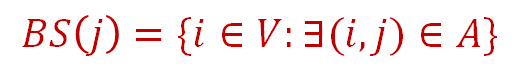 BS(j) = {i ∈ V: ∃(i, j) ∈ A}